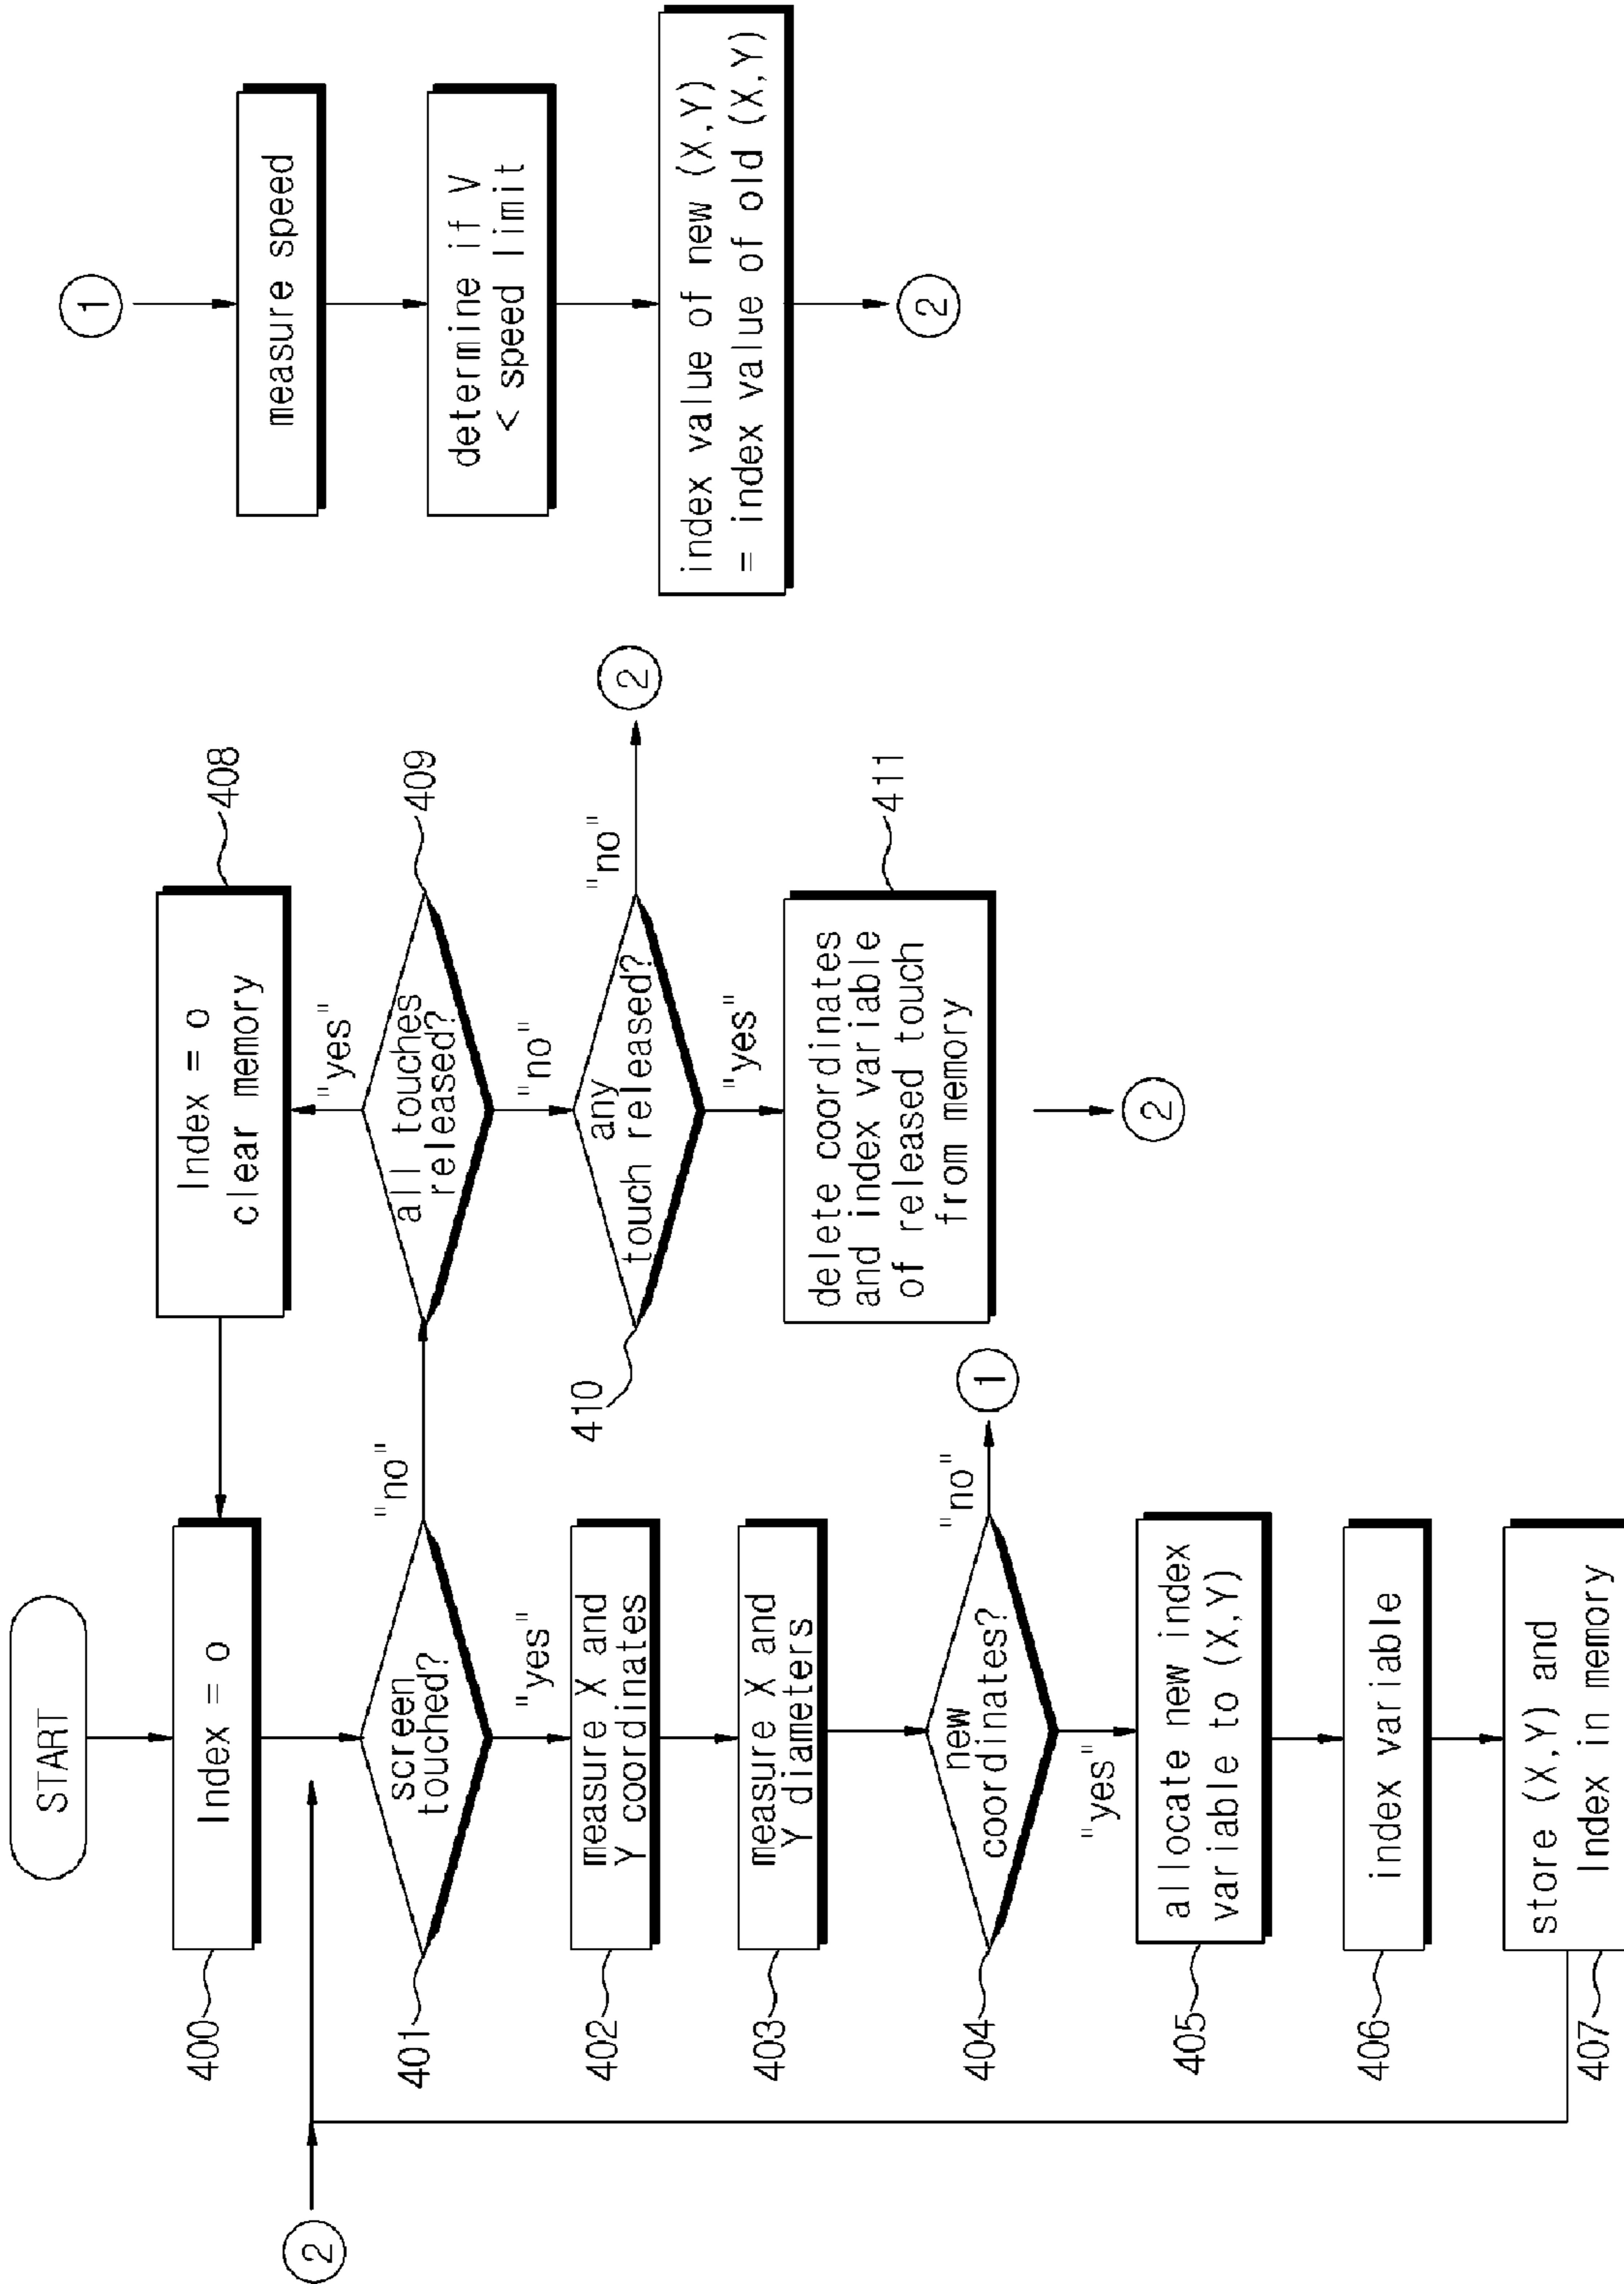 START
400
Index = o
2
401
screen
touched?
"no"
"yes"
402
measure X and
Y coordinates
403
measure X and
Y diameters
404
new
coordinates?
"no"
1
"yes"
405
allocate new index
variable to (X,Y)
406
index variable
407
store (X,Y) and
Index in memory
Index = o
clear memory
408
"yes"
all touches
released?
409
"no"
410
any
touch released?
"no"
2
"yes"
delete coordinates
and index variable
of released touch
from memory
411
2
1
measure speed
determine if V
< speed limit
index value of new (X,Y)
= index value of old (X,Y)
2